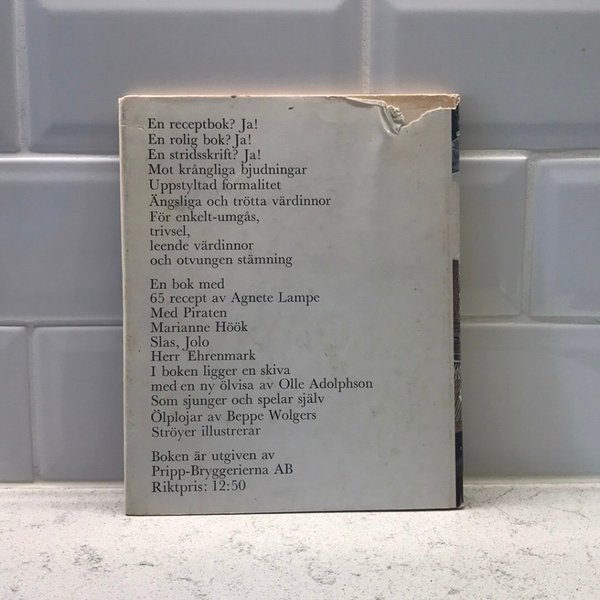 En receptbok? Ja!
En rolig bok? Ja!
En stridsskrift? Ja!
Mot krångliga bjudningar
Uppstyltad formalitet
Ängsliga och trötta värdinnor
För enkelt-umgås,
trivsel,
leende värdinnor
och otvungen stämning
En bok med
65 recept av Agnete Lampe
Med Piraten
Marianne Höök
Slas, Jolo
Herr Ehrenmark
I boken ligger en skiva
med en ny ölvisa av Olle Adolphson
Som sjunger och spelar själv
Ölplojar av Beppe Wolgers
Ströyer illustrerar
Boken är utgiven av
Pripp-Bryggerierna AB
Riktpris: 12:50